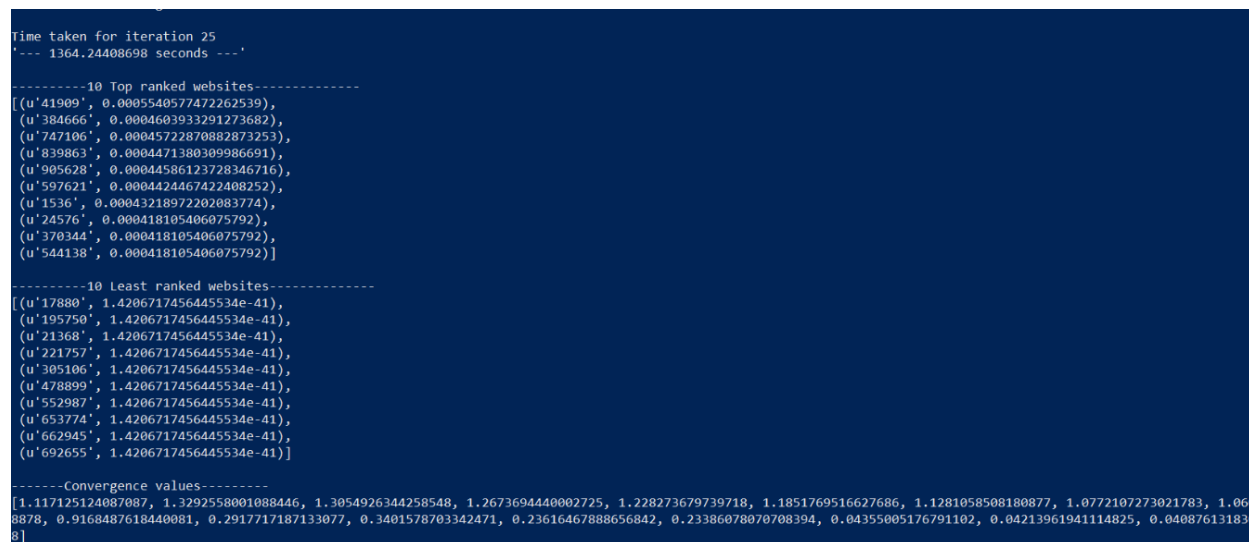 Time taken for iteration 25
'--- 1364.24408698 seconds ---'
----------10 Top ranked websites--------------
[(u'41909', 0.0005540577472262539),
(u'384666', 0.0004603933291273682),
(u'747106', 0.00045722870882873253),
(u'839863', 0.0004471380309986691),
(u'905628', 0.00044586123728346716),
(u'597621', 0.0004424467422408252),
(u'1536', 0.00043218972202083774),
(u'24576', 0.000418105406075792),
(u'370344', 0.000418105406075792),
(u'544138', 0.000418105406075792)]
----------10 Least ranked websites--------------
[(u'17880', 1.4206717456445534e-41),
(u'195750', 1.4206717456445534e-41),
(u'21368', 1.4206717456445534e-41),
(u'221757', 1.4206717456445534e-41),
(u'305106', 1.4206717456445534e-41),
(u'478899', 1.4206717456445534e-41),
(u'552987', 1.4206717456445534e-41),
(u'653774', 1.4206717456445534e-41),
(u'662945', 1.4206717456445534e-41),
(u'692655', 1.4206717456445534e-41)]
-------Convergence values---------
[1.117125124087087, 1.3292558001088446, 1.3054926344258548, 1.2673694440002725, 1.228273679739718, 1.1851769516627686, 1.1281058508180877, 1.0772107273021783, 1.06
8878, 0.9168487618440081, 0.2917717187133077, 0.3401578703342471, 0.23616467888656842, 0.23386078070708394, 0.04355005176791102, 0.04213961941114825, 0.04087613183
8]